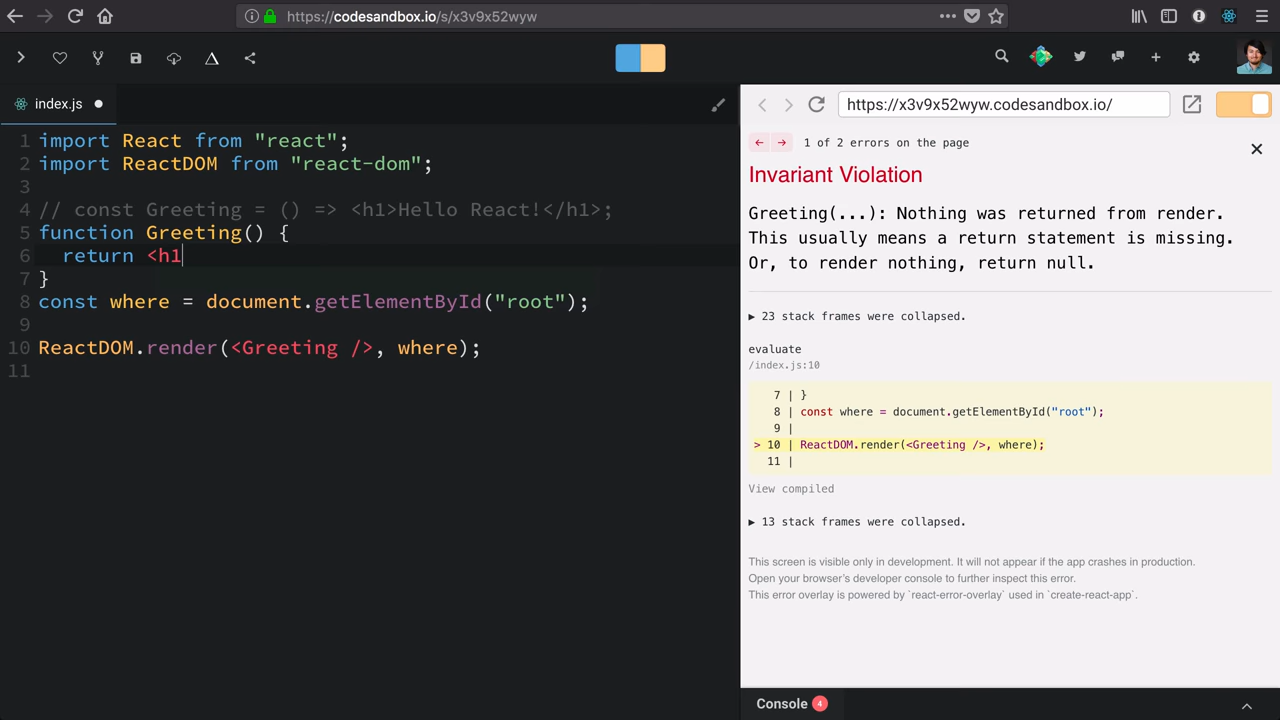 https://codesandbox.io/s/x3v9x52wyw
index.js
1 import React from "react";
2 import ReactDOM from "react-dom";
3
4 // const Greeting = () => <h1>Hello React!</h1>;
5 function Greeting() {
6   return <h1
7 }
8 const where = document.getElementById("root");
9
10 ReactDOM.render(<Greeting />, where);
11
https://x3v9x52wyw.codesandbox.io/
← → 1 of 2 errors on the page
Invariant Violation
Greeting(...): Nothing was returned from render.
This usually means a return statement is missing.
Or, to render nothing, return null.
▶ 23 stack frames were collapsed.
evaluate
/index.js:10
7 | }
8 | const where = document.getElementById("root");
9 |
> 10 | ReactDOM.render(<Greeting />, where);
11 |
View compiled
▶ 13 stack frames were collapsed.
This screen is visible only in development. It will not appear if the app crashes in production.
Open your browser’s developer console to further inspect this error.
This error overlay is powered by `react-error-overlay` used in `create-react-app`.
Console 4